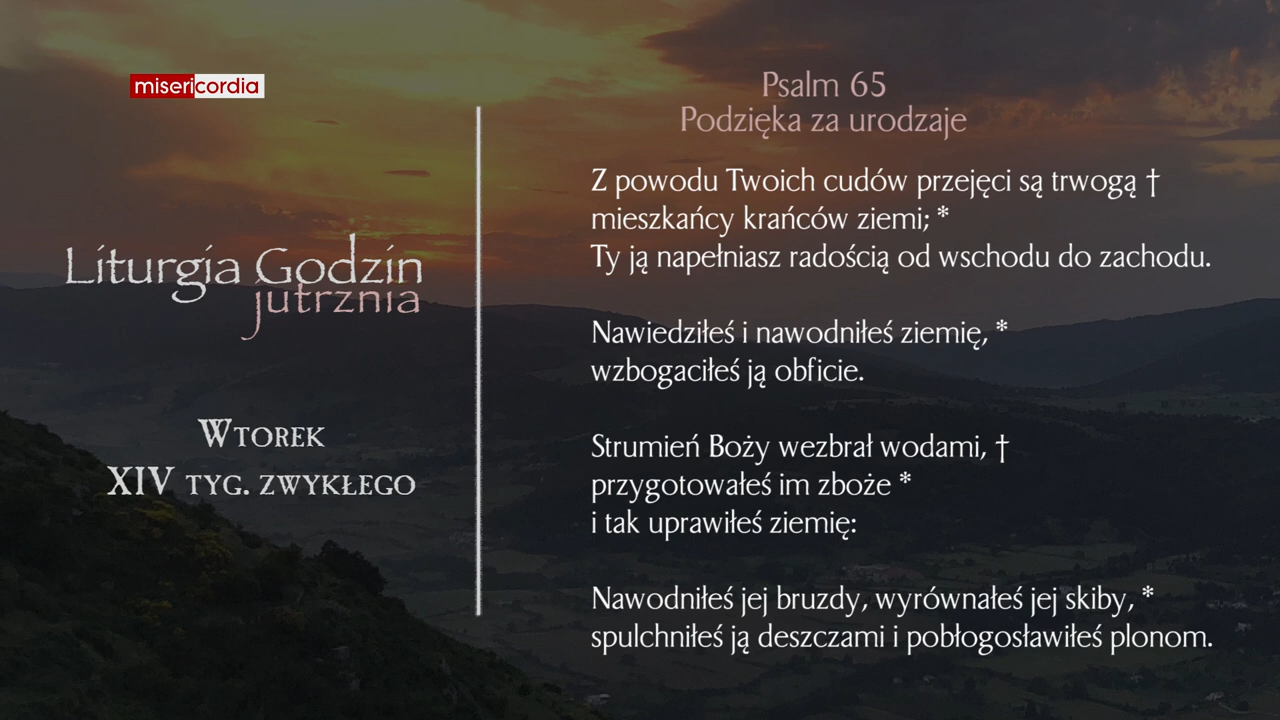 misericordia
Liturgia Godzin
jutrznia
Wtorek
XIV tyg. zwykłego
Psalm 65
Podzięka za urodzaje
Z powodu Twoich cudów przejęci są trwogą †
mieszkańcy krańców ziemi; *
Ty ją napełniasz radością od wschodu do zachodu.
Nawiedziłeś i nawodniłeś ziemię, *
wzbogaciłeś ją obficie.
Strumień Boży wezbrał wodami, †
przygotowałeś im zboże *
i tak uprawiłeś ziemię:
Nawodniłeś jej bruzdy, wyrównałeś jej skiby, *
spulchniłeś ją deszczami i pobłogosławiłeś plonom.